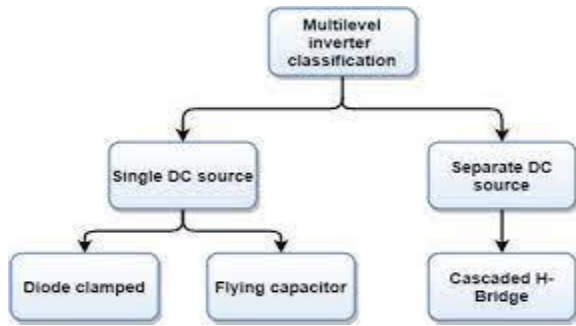 Multilevel
inverter
classification
Single DC source
Separate DC
source
Diode clamped
Flying capacitor
Cascaded H-
Bridge